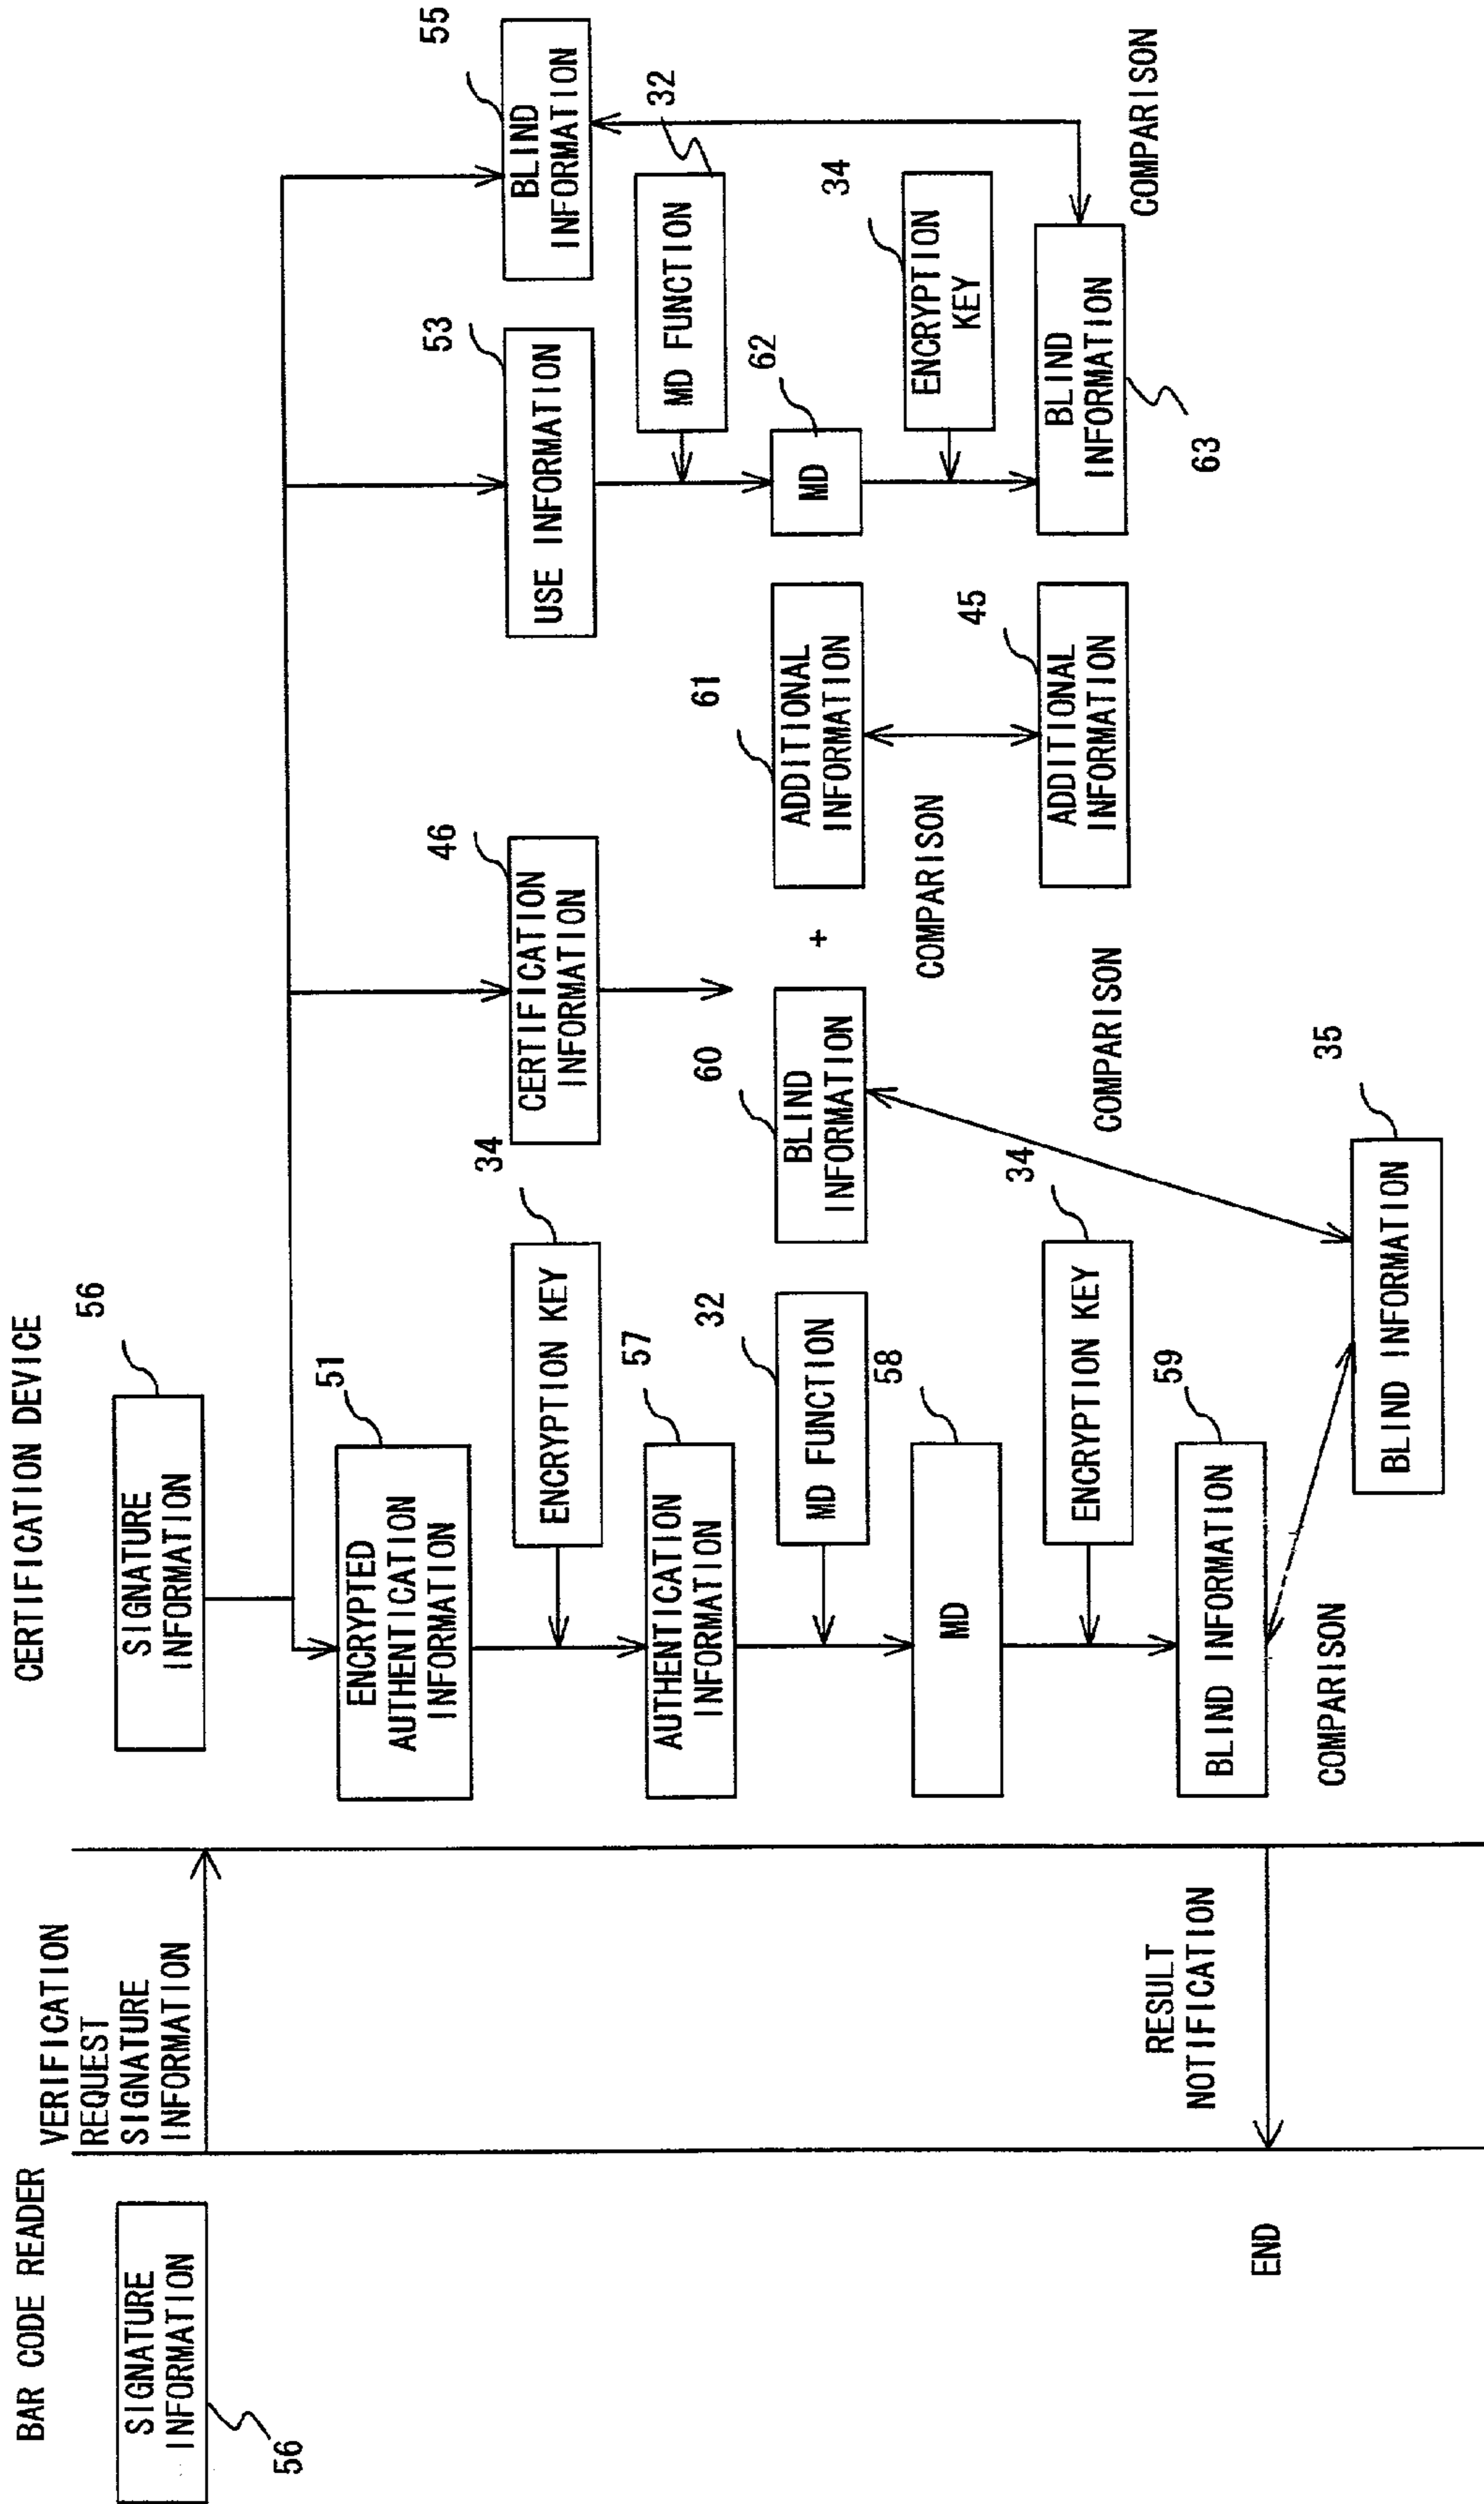 BAR CODE READER
SIGNATURE
INFORMATION
56
END
VERIFICATION
REQUEST
SIGNATURE
INFORMATION
RESULT
NOTIFICATION
CERTIFICATION DEVICE
SIGNATURE
INFORMATION
56
ENCRYPTED
AUTHENTICATION
INFORMATION
51
ENCRYPTION KEY
34
AUTHENTICATION
INFORMATION
57
MD FUNCTION
32
MD
58
ENCRYPTION KEY
34
BLIND INFORMATION
59
COMPARISON
BLIND INFORMATION
35
CERTIFICATION
INFORMATION
46
BLIND
INFORMATION
60
+
ADDITIONAL
INFORMATION
61
COMPARISON
COMPARISON
ADDITIONAL
INFORMATION
45
USE INFORMATION
53
MD FUNCTION
32
MD
62
ENCRYPTION
KEY
34
BLIND
INFORMATION
63
BLIND
INFORMATION
55
COMPARISON